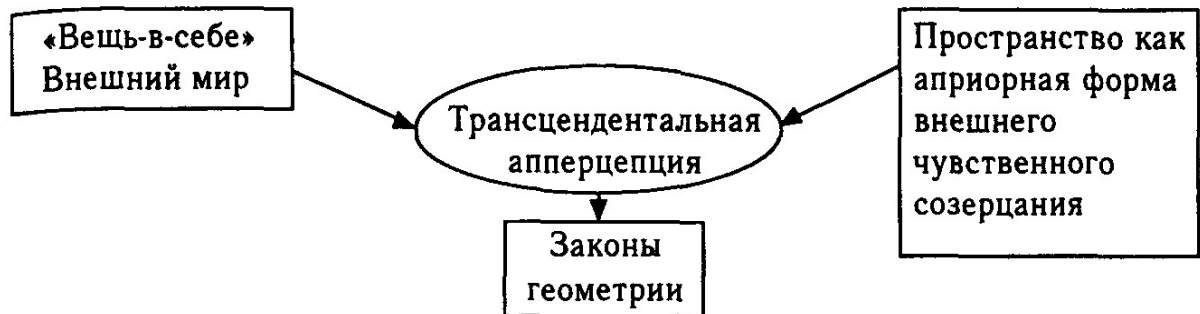 «Вещь-в-себе»
Внешний мир
Трансцендентальная
апперцепция
Пространство как
априорная форма
внешнего
чувственного
созерцания
Законы
геометрии